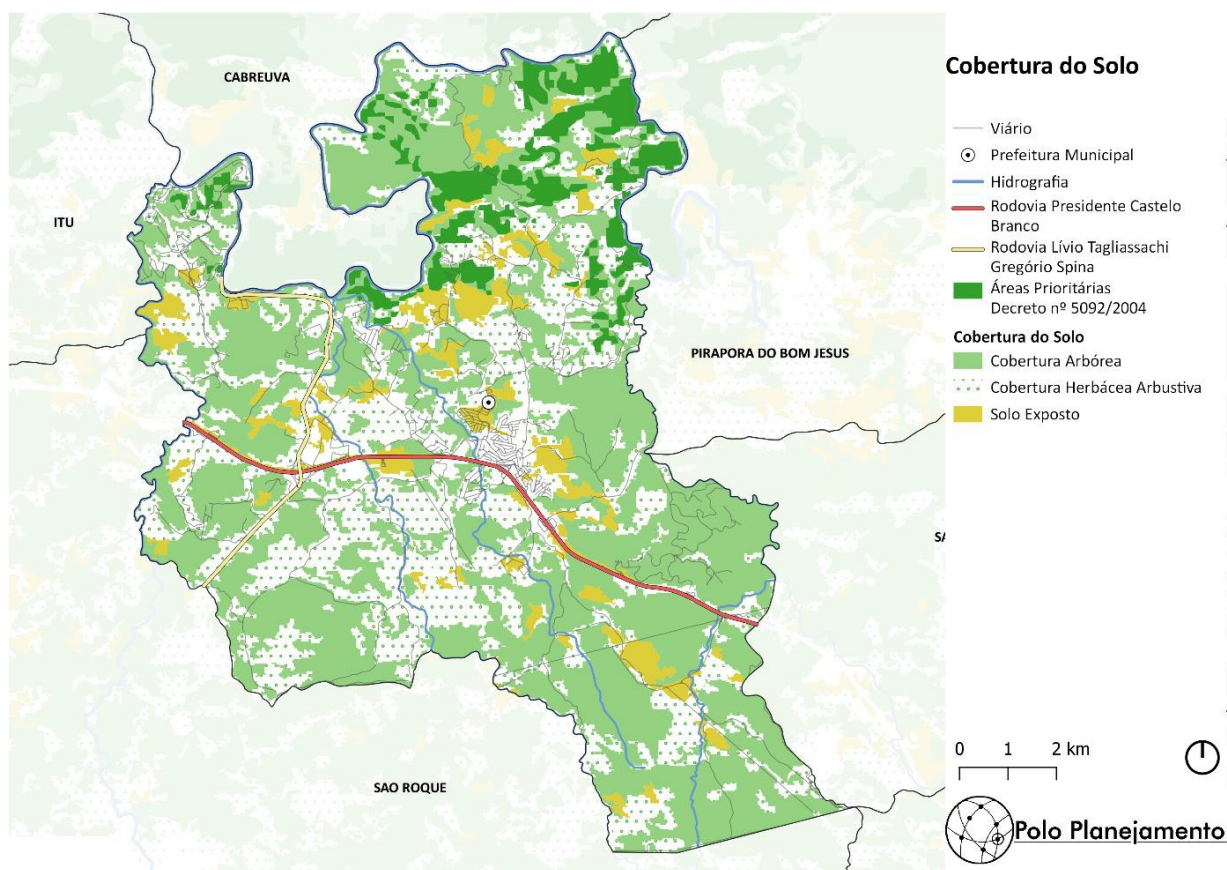 CABREUVA
ITU
PIRAPORA DO BOM JESUS
SA
SAO ROQUE
Cobertura do Solo
Viário
Prefeitura Municipal
Hidrografia
Rodovia Presidente Castelo
Branco
Rodovia Lívio Tagliassachi
Gregório Spina
Áreas Prioritárias
Decreto nº 5092/2004
Cobertura do Solo
Cobertura Arbórea
Cobertura Herbácea Arbustiva
Solo Exposto
0 1 2 km
Polo Planejamento